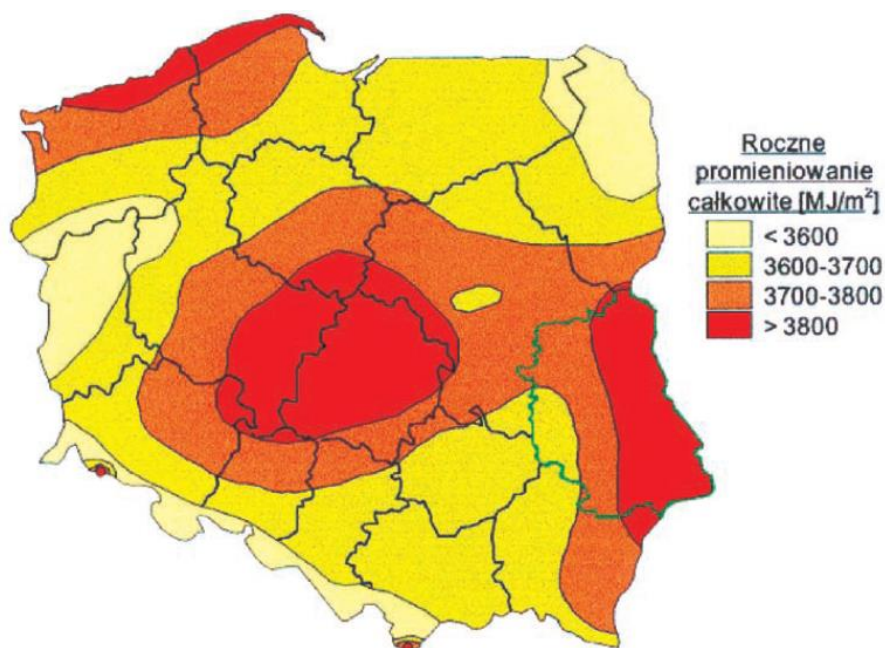 Roczne
promieniowanie
całkowite [MJ/m²]
< 3600
3600-3700
3700-3800
> 3800